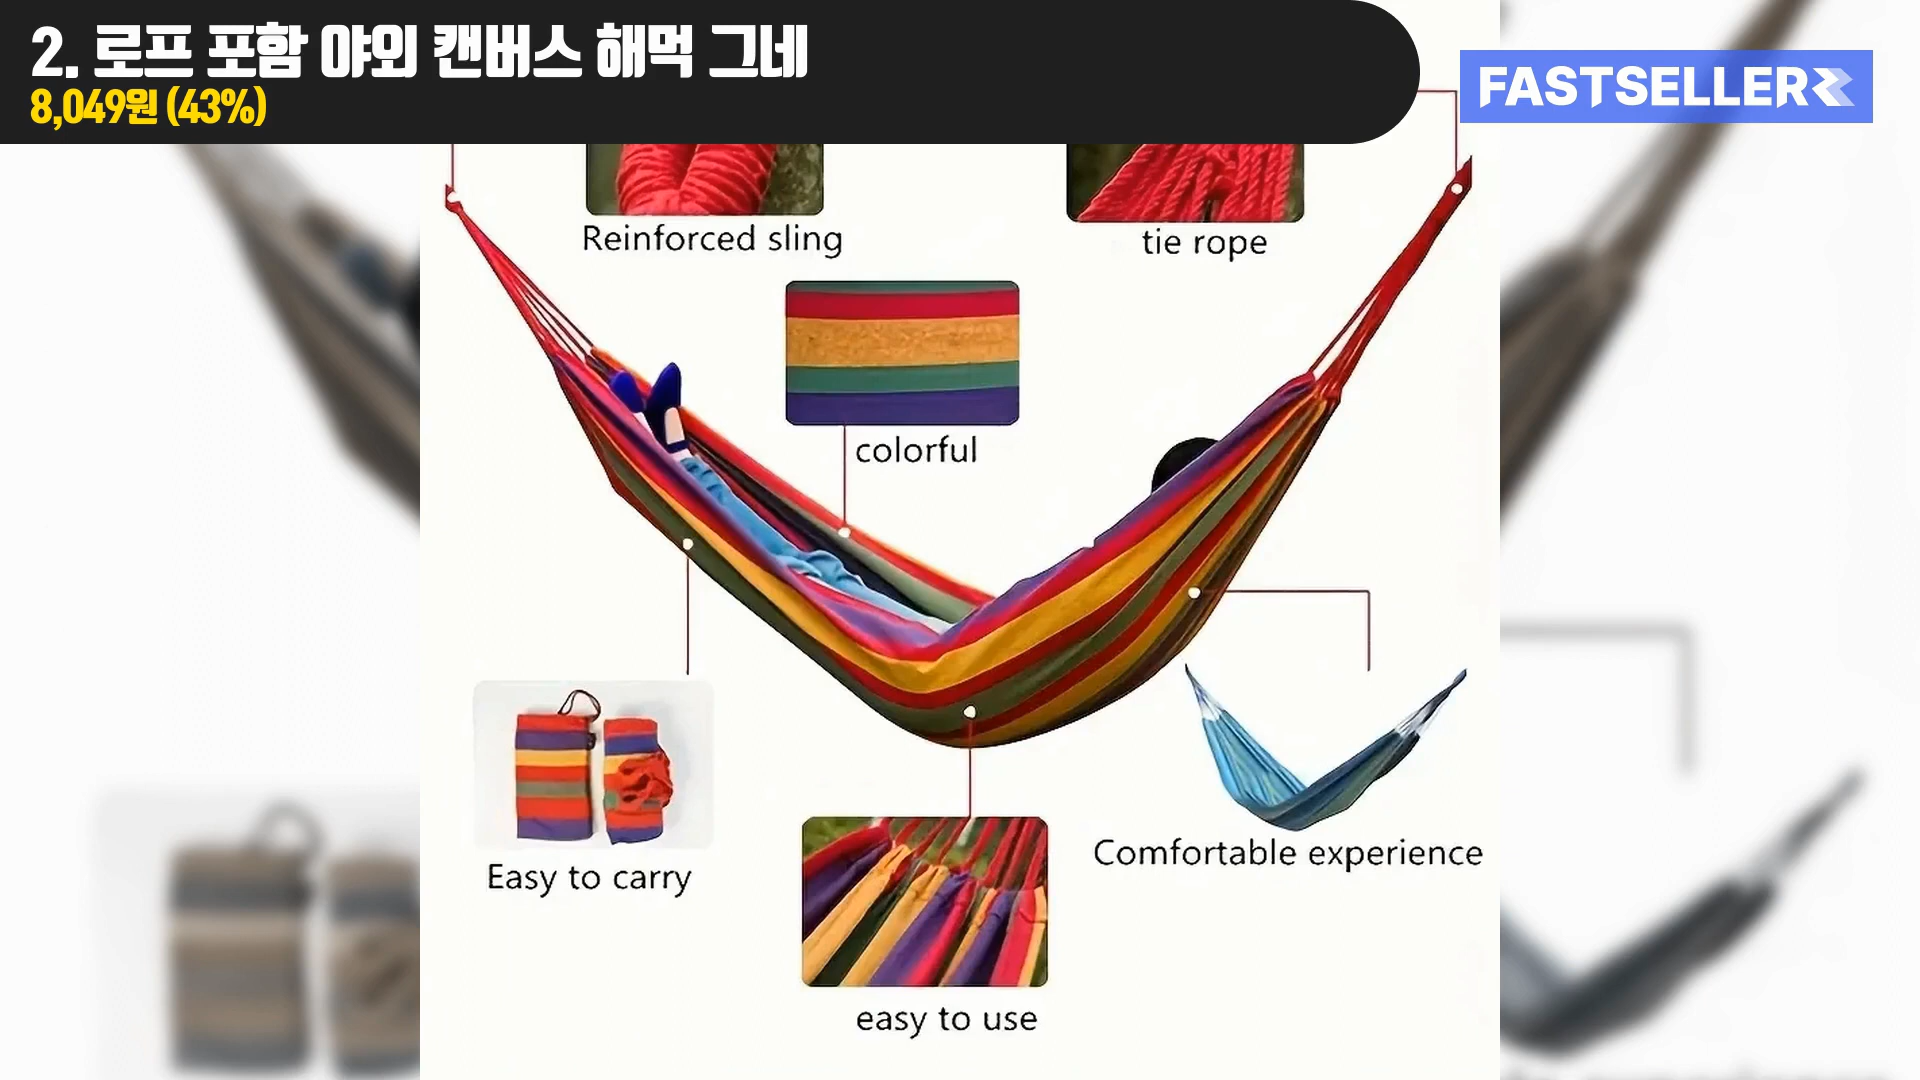 2. 로프 포함 야외 캔버스 해먹 그네
8,049원 (43%)
FASTSELLER
Reinforced sling
tie rope
colorful
Easy to carry
Comfortable experience
easy to use